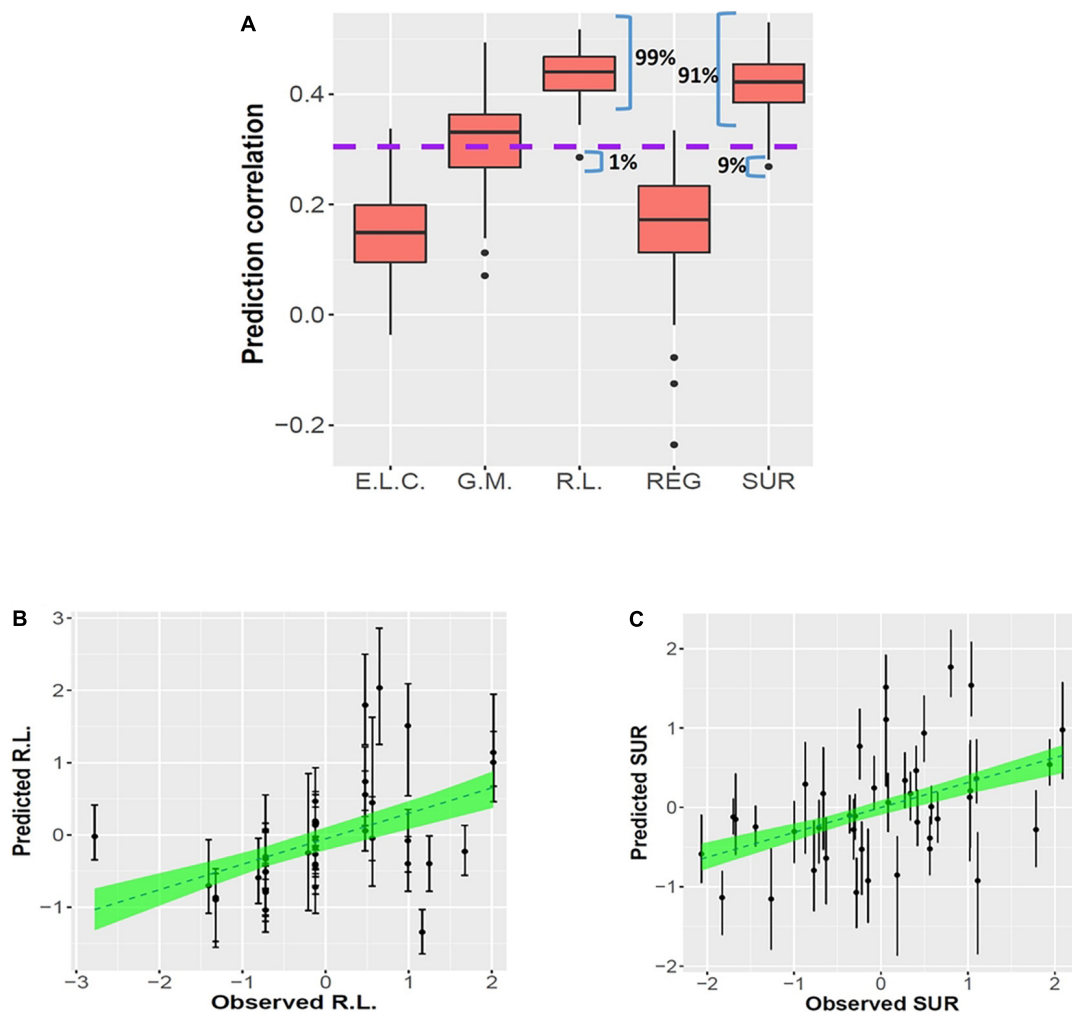 A
Prediction correlation
0.4
0.2
0.0
−0.2
99%
91%
1%
9%
E.L.C. G.M. R.L. REG SUR
B
Predicted R.L.
3
2
1
0
−1
−3 −2 −1 0 1 2
Observed R.L.
C
Predicted SUR
2
1
0
−1
−2
−2 −1 0 1 2
Observed SUR